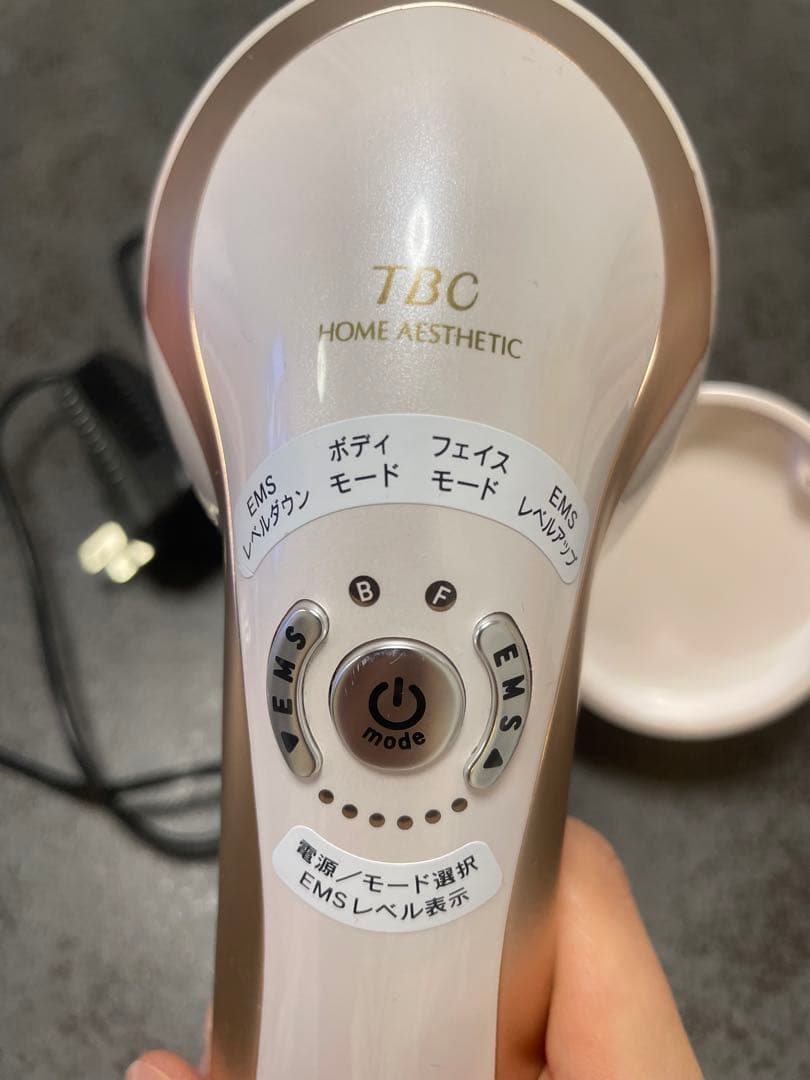 TBC
HOME AESTHETIC
EMS
レベルダウン
ボディ
モード
フェイス
モード
EMS
レベルアップ
B
F
▼EMS
EMS▲
mode
電源／モード選択
EMSレベル表示